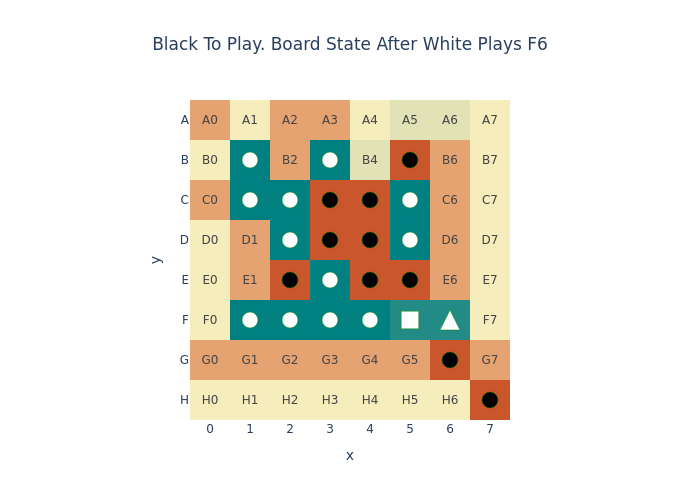 Black To Play. Board State After White Plays F6
A A0 A1 A2 A3 A4 A5 A6 A7
B B0 B2 B4 B6 B7
C C0 C6 C7
y D D0 D1 D6 D7
E E0 E1 E6 E7
F F0 F7
G G0 G1 G2 G3 G4 G5 G7
H H0 H1 H2 H3 H4 H5 H6
0 1 2 3 4 5 6 7
x